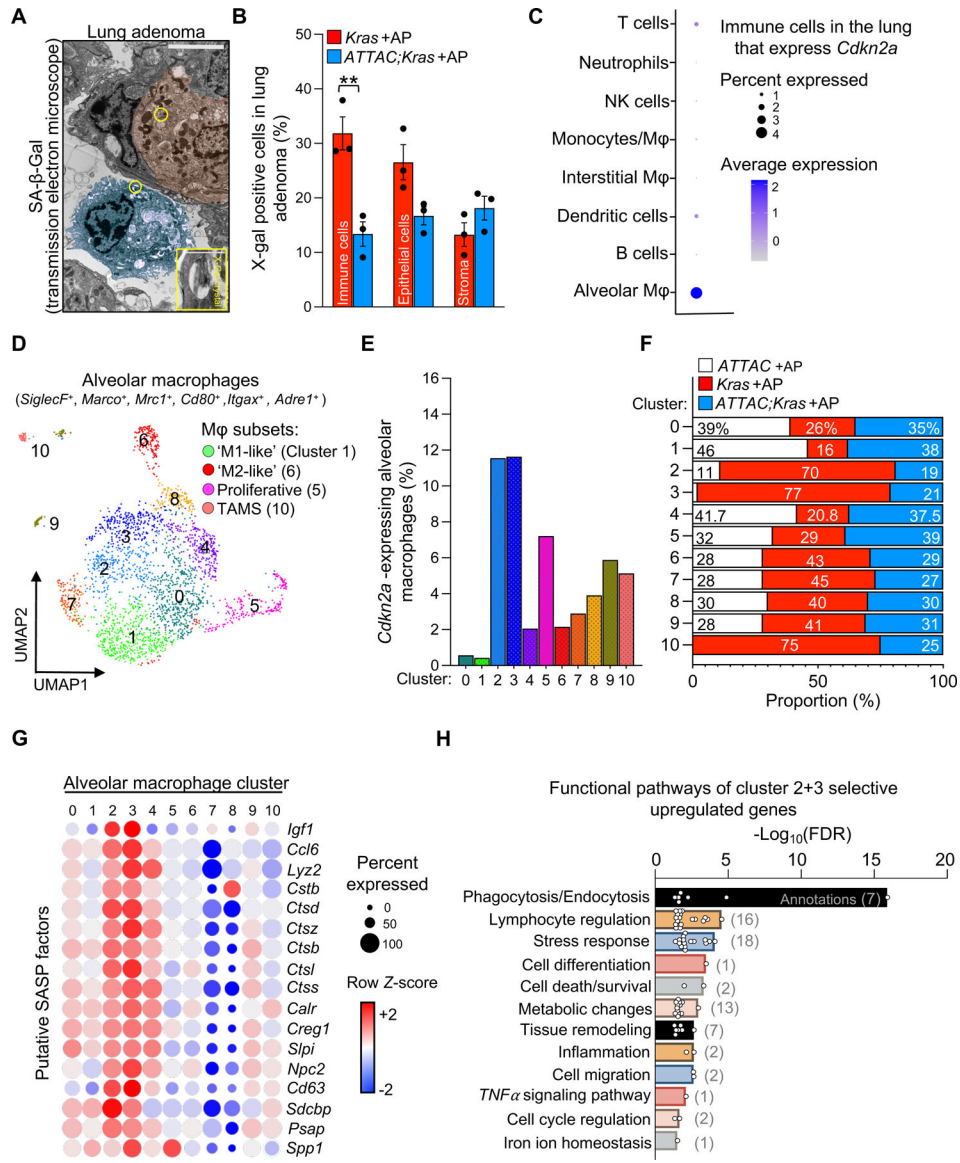 A
Lung adenoma
SA-β-Gal
(transmission electron microscope)
B
Kras +AP
ATTAC;Kras +AP
X-gal positive cells in lung
adenoma (%)
50
40
30
20
10
0
**
Immune cells
Epithelial cells
Stroma
C
Immune cells in the lung
that express Cdkn2a
T cells
Neutrophils
NK cells
Monocytes/Mφ
Interstitial Mφ
Dendritic cells
B cells
Alveolar Mφ
Percent expressed
1
2
3
4
Average expression
2
1
0
D
Alveolar macrophages
(SiglecF+, Marco+, Mrc1+, Cd80+ ,Itgax+, Adre1+)
Mφ subsets:
'M1-like' (Cluster 1)
'M2-like' (6)
Proliferative (5)
TAMS (10)
10
6
9
8
3
4
2
0
7
5
1
UMAP2
UMAP1
E
Cdkn2a -expressing alveolar
macrophages (%)
16
14
12
10
8
6
4
2
0
Cluster: 0 1 2 3 4 5 6 7 8 9 10
F
ATTAC +AP
Kras +AP
ATTAC;Kras +AP
Cluster:
0 39% 26% 35%
1 46 16 38
2 11 70 19
3 77 21
4 41.7 20.8 37.5
5 32 29 39
6 28 43 29
7 28 45 27
8 30 40 30
9 28 41 31
10 75 25
0 50 100
Proportion (%)
G
Alveolar macrophage cluster
0 1 2 3 4 5 6 7 8 9 10
Putative SASP factors
Igf1
Ccl6
Lyz2
Cstb
Ctsd
Ctsz
Ctsb
Ctsl
Ctss
Calr
Creg1
Slpi
Npc2
Cd63
Sdcbp
Psap
Spp1
Percent
expressed
0
50
100
Row Z-score
+2
-2
H
Functional pathways of cluster 2+3 selective
upregulated genes
-Log10(FDR)
0 5 10 15 20
Phagocytosis/Endocytosis Annotations (7)
Lymphocyte regulation (16)
Stress response (18)
Cell differentiation (1)
Cell death/survival (2)
Metabolic changes (13)
Tissue remodeling (7)
Inflammation (2)
Cell migration (2)
TNFα signaling pathway (1)
Cell cycle regulation (2)
Iron ion homeostasis (1)